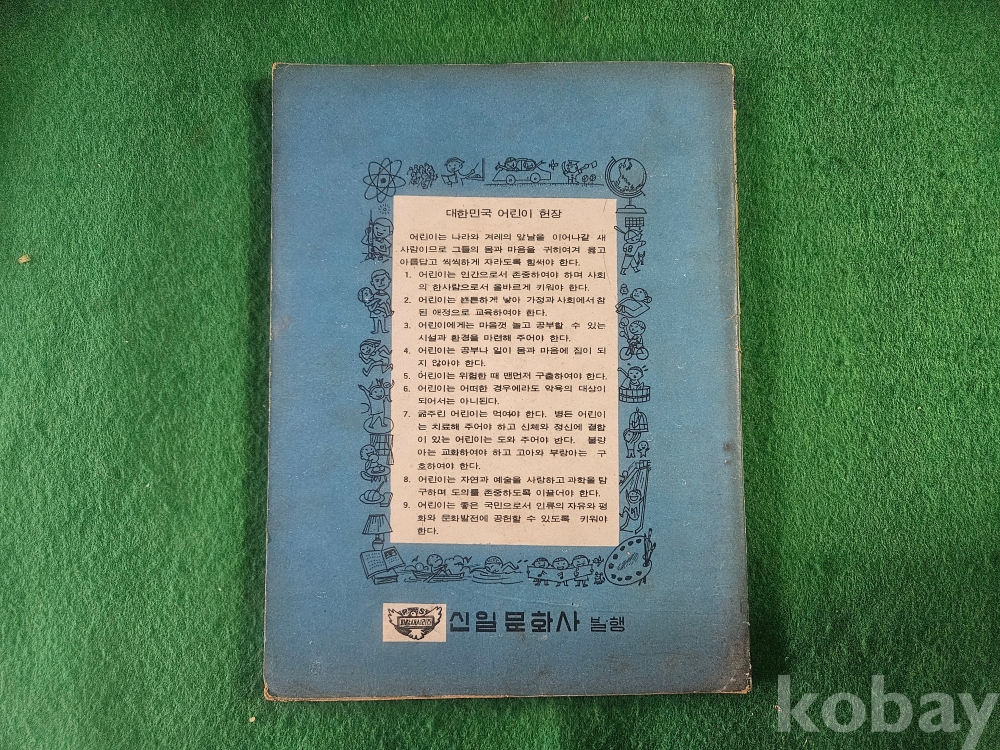 대한민국 어린이 헌장
어린이는 나라와 겨레의 앞날을 이어나갈 새
사람이므로 그들의 몸과 마음을 귀히여겨 옳고
아름답고 씩씩하게 자라도록 힘써야 한다.
1. 어린이는 인간으로서 존중하여야 하며 사회
의 한사람으로서 올바르게 키워야 한다.
2. 어린이는 튼튼하게 낳아 가정과 사회에서 참
된 애정으로 교육하여야 한다.
3. 어린이에게는 마음껏 놀고 공부할 수 있는
시설과 환경을 마련해 주어야 한다.
4. 어린이는 공부나 일이 몸과 마음에 짐이 되
지 않아야 한다.
5. 어린이는 위험한 때 맨먼저 구출하여야 한다.
6. 어린이는 어떠한 경우에라도 악용의 대상이
되어서는 아니된다.
7. 굶주린 어린이는 먹여야 한다. 병든 어린이
는 치료해 주어야 하고 신체와 정신에 결함
이 있는 어린이는 도와 주어야 한다. 불량
아는 교화하여야 하고 고아와 부랑아는 구
호하여야 한다.
8. 어린이는 자연과 예술을 사랑하고 과학을 탐
구하며 도의를 존중하도록 이끌어야 한다.
9. 어린이는 좋은 국민으로서 인류의 자유와 평
화와 문화발전에 공헌할 수 있도록 키워야
한다.
신일문화사 발행
kobay